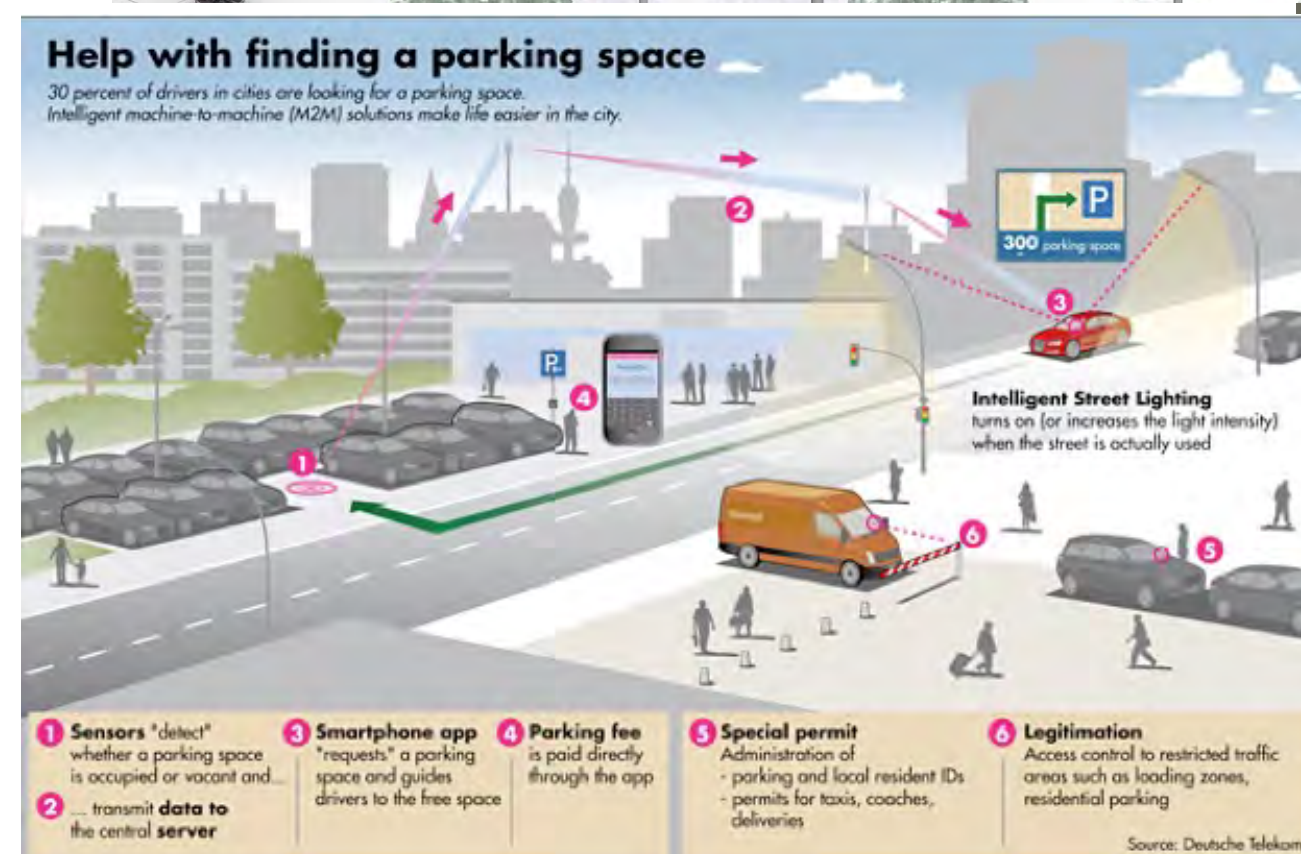 Help with finding a parking space
30 percent of drivers in cities are looking for a parking space.
Intelligent machine-to-machine (M2M) solutions make life easier in the city.
2
P
300 parking space
3
P
4
1
Intelligent Street Lighting
turns on (or increases the light intensity)
when the street is actually used
6
5
1 Sensors "detect"
whether a parking space
is occupied or vacant and...
2 ... transmit data to
the central server
3 Smartphone app
"requests" a parking
space and guides
drivers to the free space
4 Parking fee
is paid directly
through the app
5 Special permit
Administration of
- parking and local resident IDs
- permits for taxis, coaches,
deliveries
6 Legitimation
Access control to restricted traffic
areas such as loading zones,
residential parking
Source: Deutsche Telekom